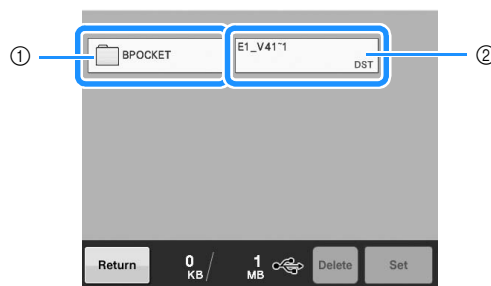 ① BPOCKET E1_V41~1 ②
DST
Return 0 KB / 1 MB Delete Set